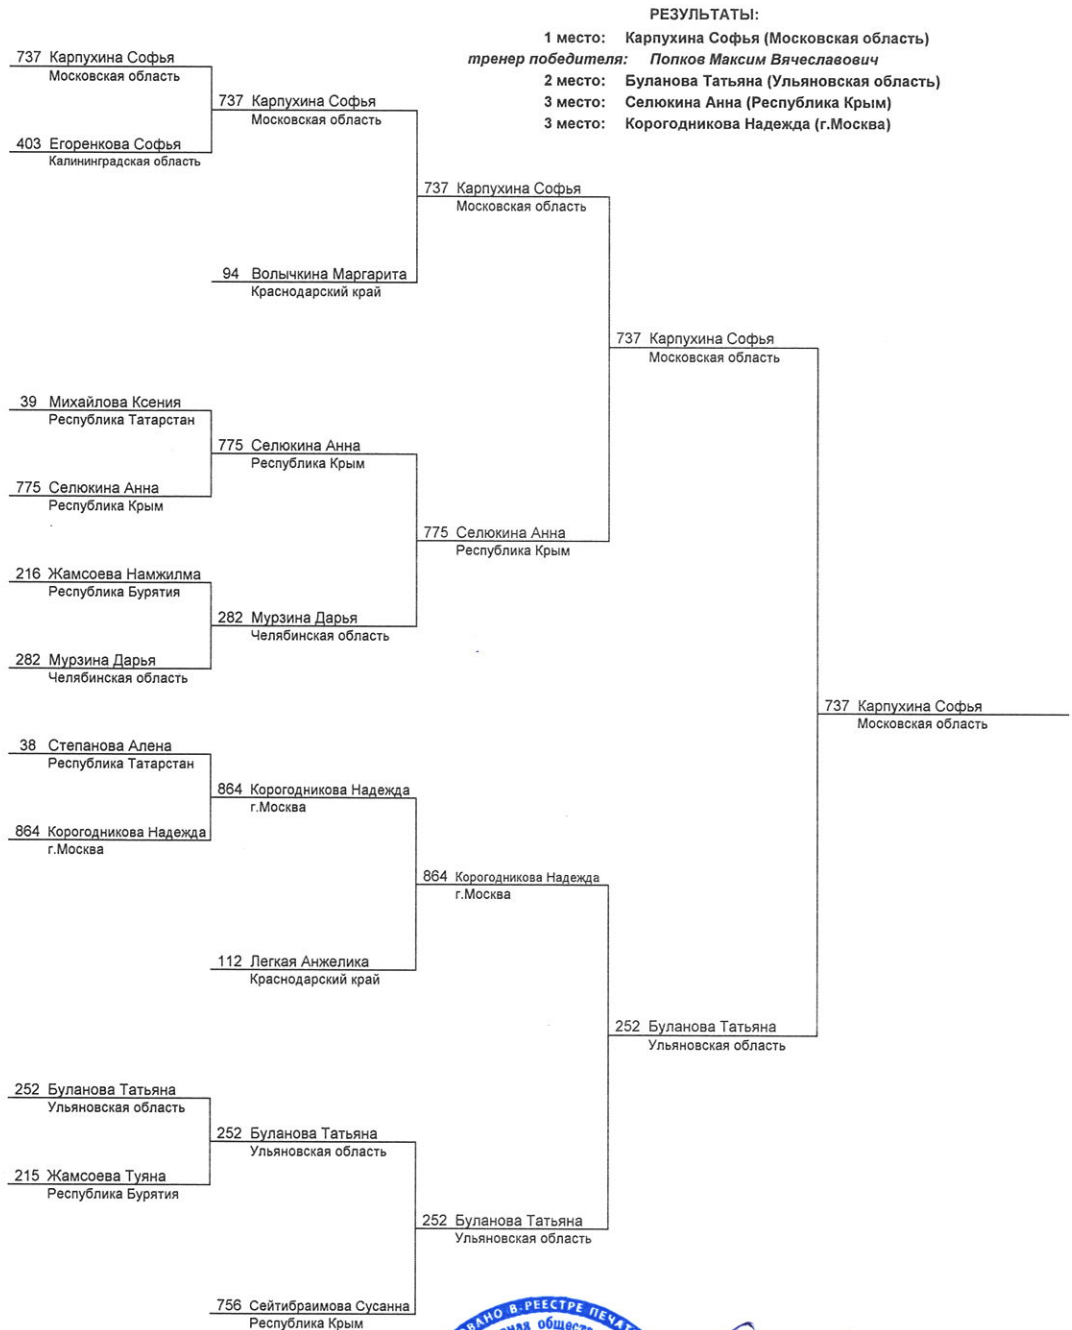 РЕЗУЛЬТАТЫ:
1 место: Карпухина Софья (Московская область)
тренер победителя: Попков Максим Вячеславович
2 место: Буланова Татьяна (Ульяновская область)
3 место: Селюкина Анна (Республика Крым)
3 место: Корогодникова Надежда (г.Москва)
737 Карпухина Софья
Московская область
737 Карпухина Софья
Московская область
403 Егоренкова Софья
Калининградская область
737 Карпухина Софья
Московская область
94 Волычкина Маргарита
Краснодарский край
737 Карпухина Софья
Московская область
39 Михайлова Ксения
Республика Татарстан
775 Селюкина Анна
Республика Крым
775 Селюкина Анна
Республика Крым
775 Селюкина Анна
Республика Крым
216 Жамсоева Намжилма
Республика Бурятия
282 Мурзина Дарья
Челябинская область
282 Мурзина Дарья
Челябинская область
737 Карпухина Софья
Московская область
38 Степанова Алена
Республика Татарстан
864 Корогодникова Надежда
г.Москва
864 Корогодникова Надежда
г.Москва
864 Корогодникова Надежда
г.Москва
112 Легкая Анжелика
Краснодарский край
252 Буланова Татьяна
Ульяновская область
252 Буланова Татьяна
Ульяновская область
252 Буланова Татьяна
Ульяновская область
215 Жамсоева Туяна
Республика Бурятия
252 Буланова Татьяна
Ульяновская область
756 Сейтибраимова Сусанна
Республика Крым
В РЕЕСТРЕ